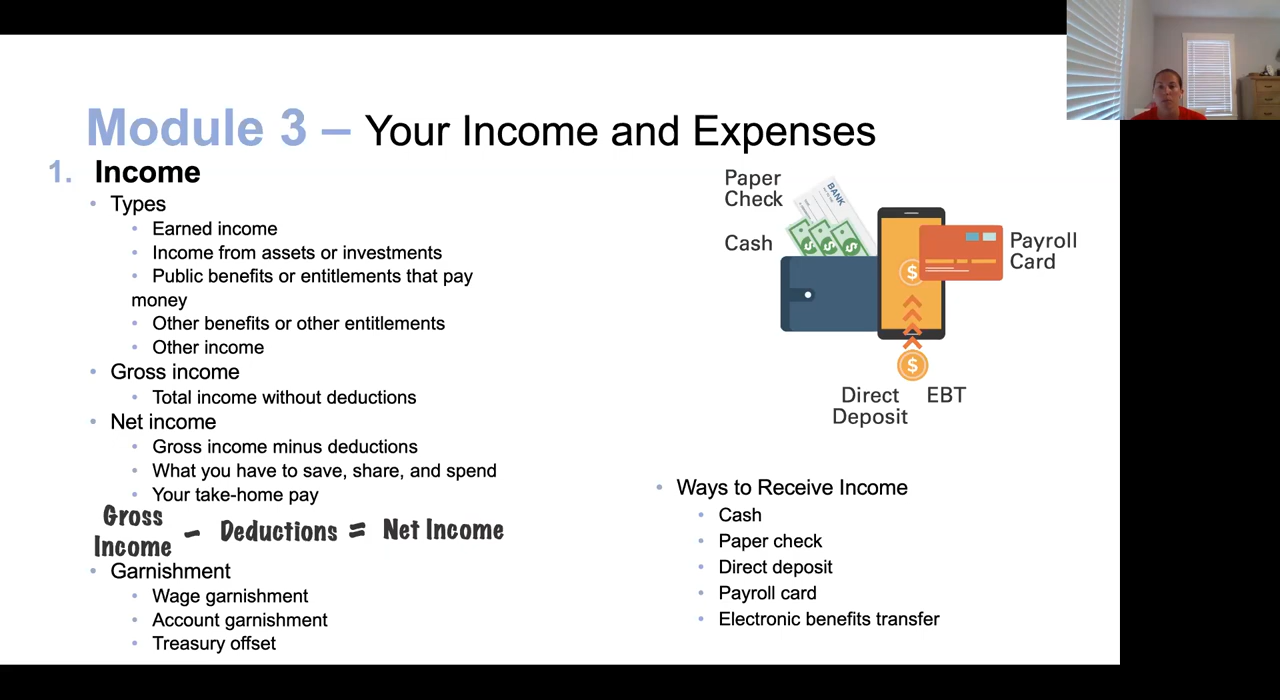 Module 3 – Your Income and Expenses
1. Income
• Types
• Earned income
• Income from assets or investments
• Public benefits or entitlements that pay
money
• Other benefits or other entitlements
• Other income
• Gross income
• Total income without deductions
• Net income
• Gross income minus deductions
• What you have to save, share, and spend
• Your take-home pay
Gross
Income – Deductions = Net Income
• Garnishment
• Wage garnishment
• Account garnishment
• Treasury offset
Paper
Check
BANK
Cash
$
$
$
$
Payroll
Card
$
Direct
Deposit
EBT
• Ways to Receive Income
• Cash
• Paper check
• Direct deposit
• Payroll card
• Electronic benefits transfer